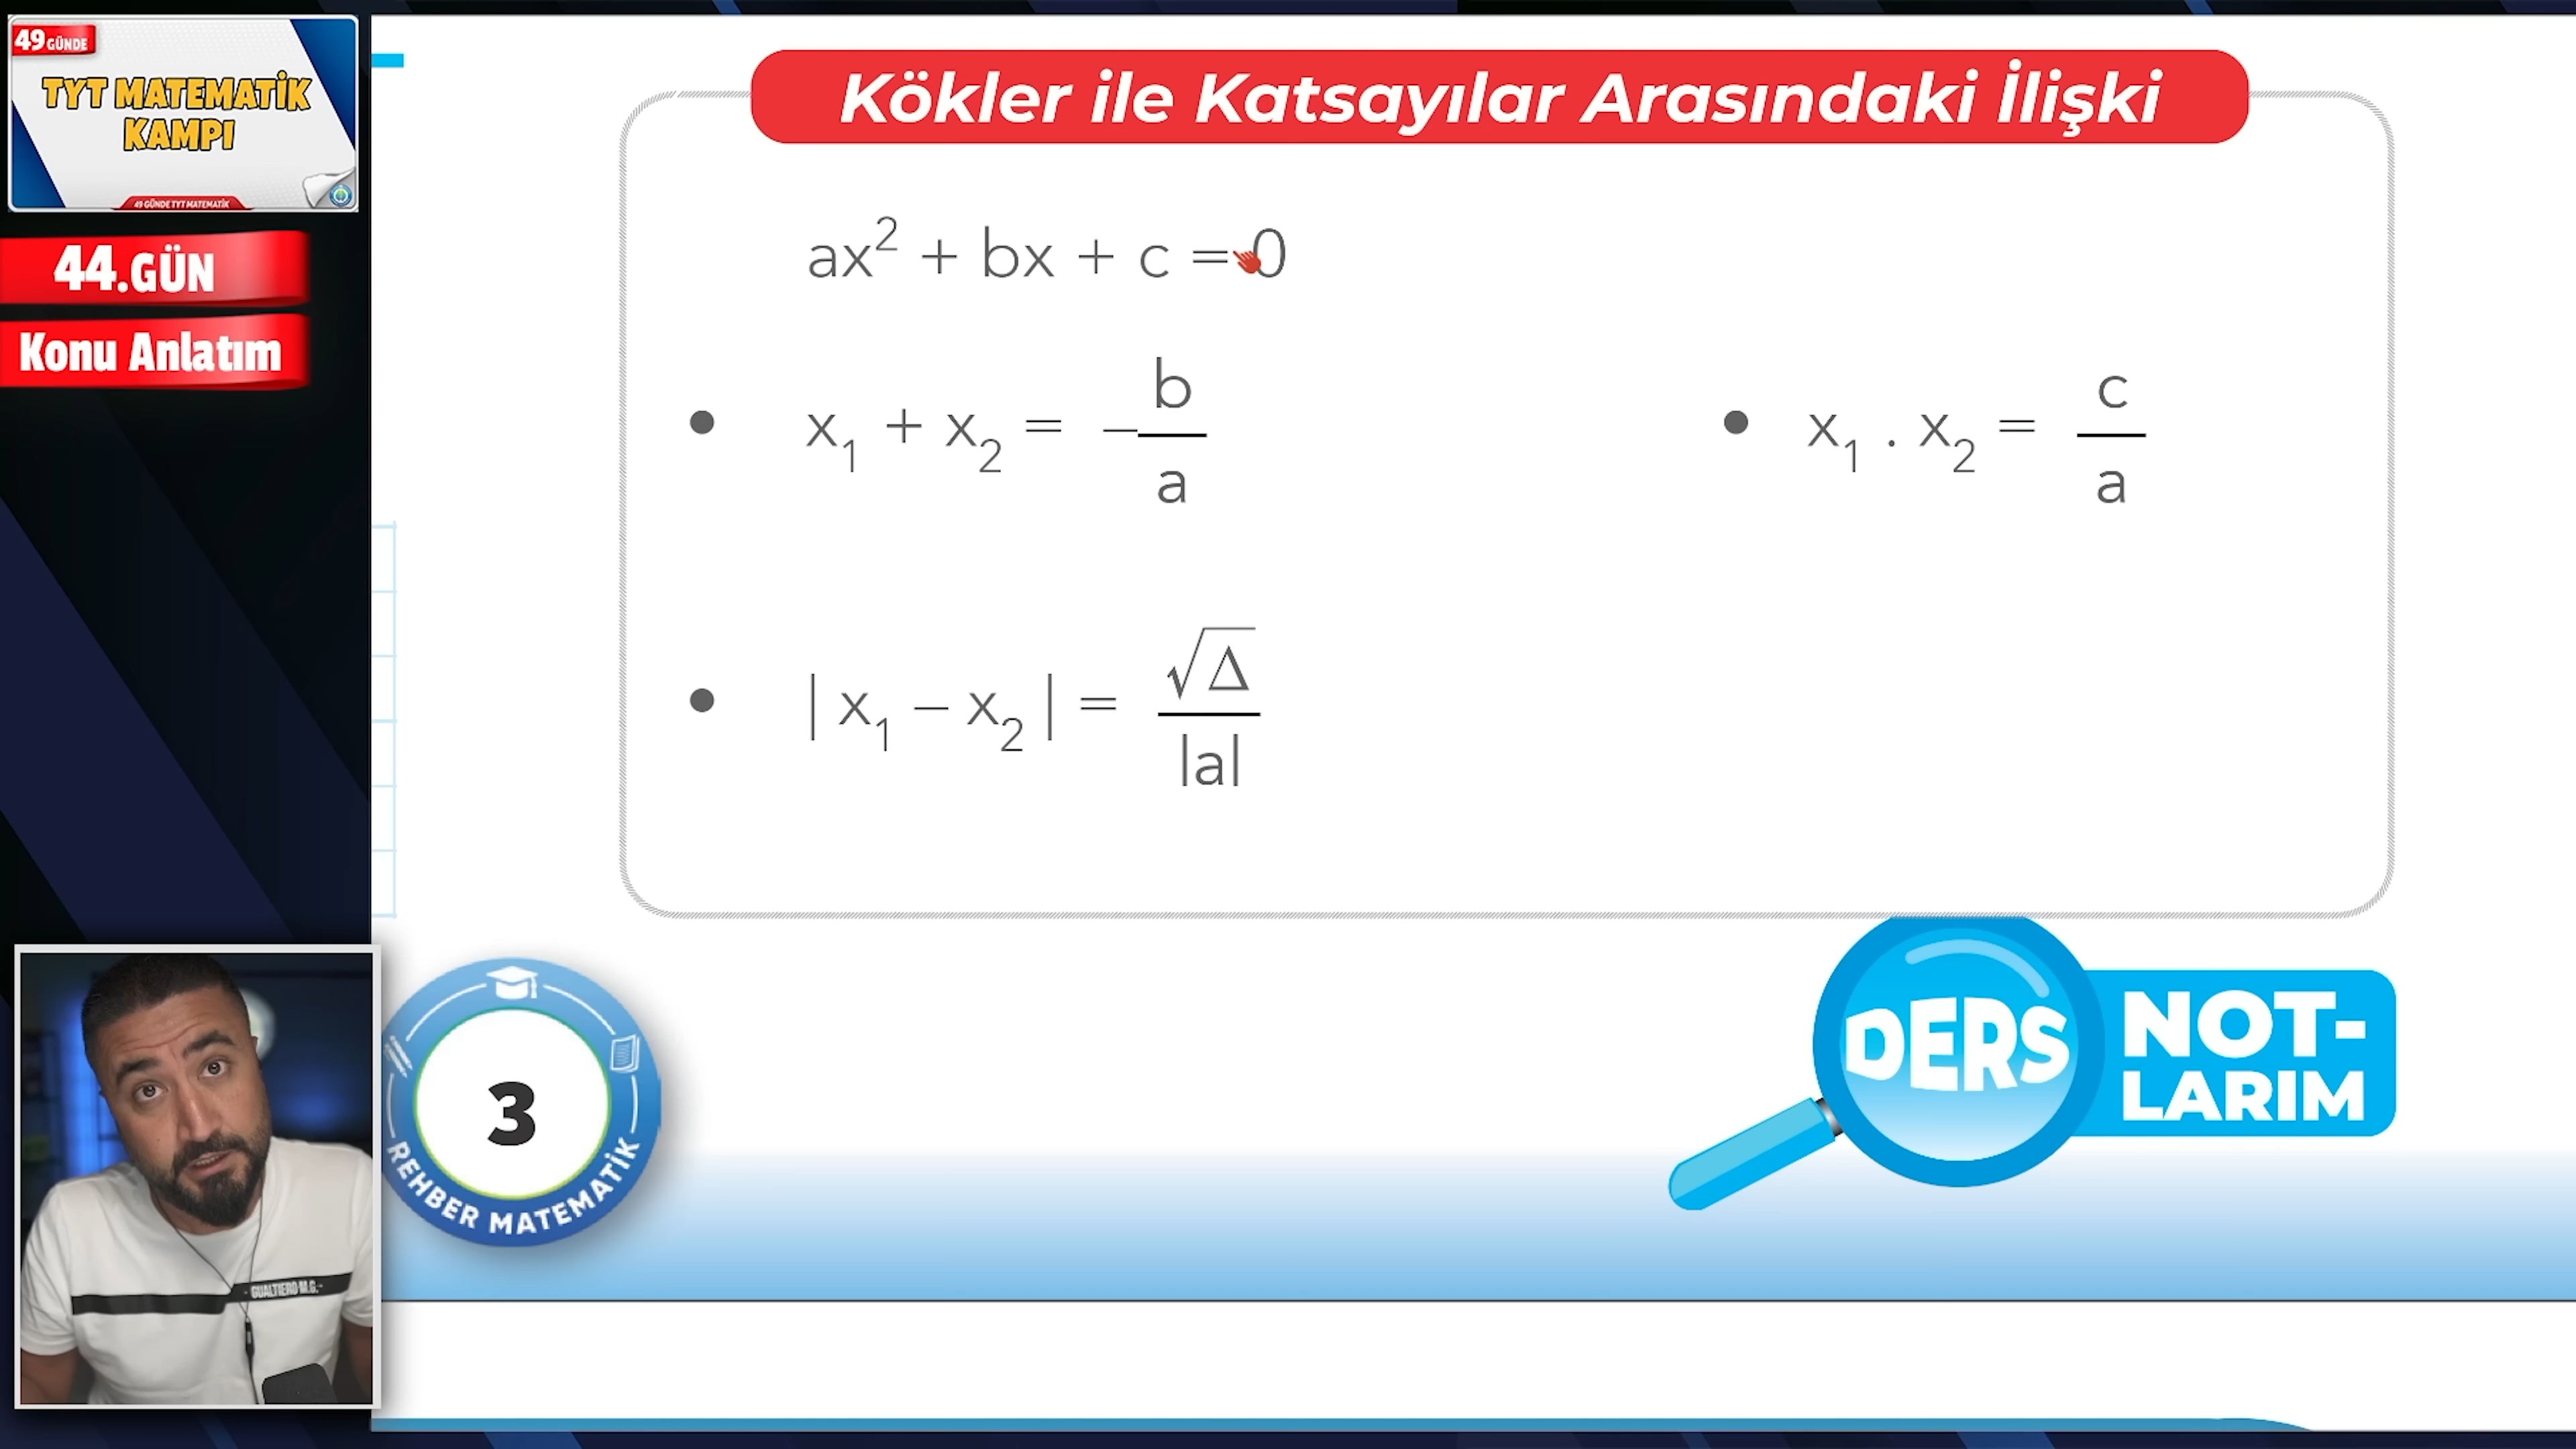 49 GÜNDE
TYT MATEMATİK
KAMPI
49 GÜNDE TYT MATEMATİK
44.GÜN
Konu Anlatım
Kökler ile Katsayılar Arasındaki İlişki
ax² + bx + c = 0
• x₁ + x₂ = −b/a
• x₁ . x₂ = c/a
• | x₁ − x₂ | = √Δ/|a|
3
REHBER MATEMATİK
DERS
NOT-
LARIM
GUALTIERO M.G.